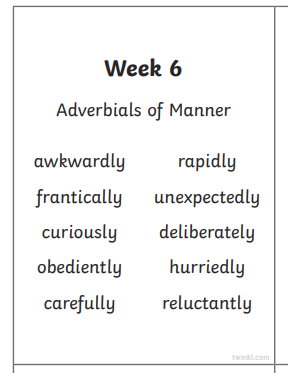 Week 6
Adverbials of Manner
awkwardly rapidly
frantically unexpectedly
curiously deliberately
obediently hurriedly
carefully reluctantly
twinkl.com